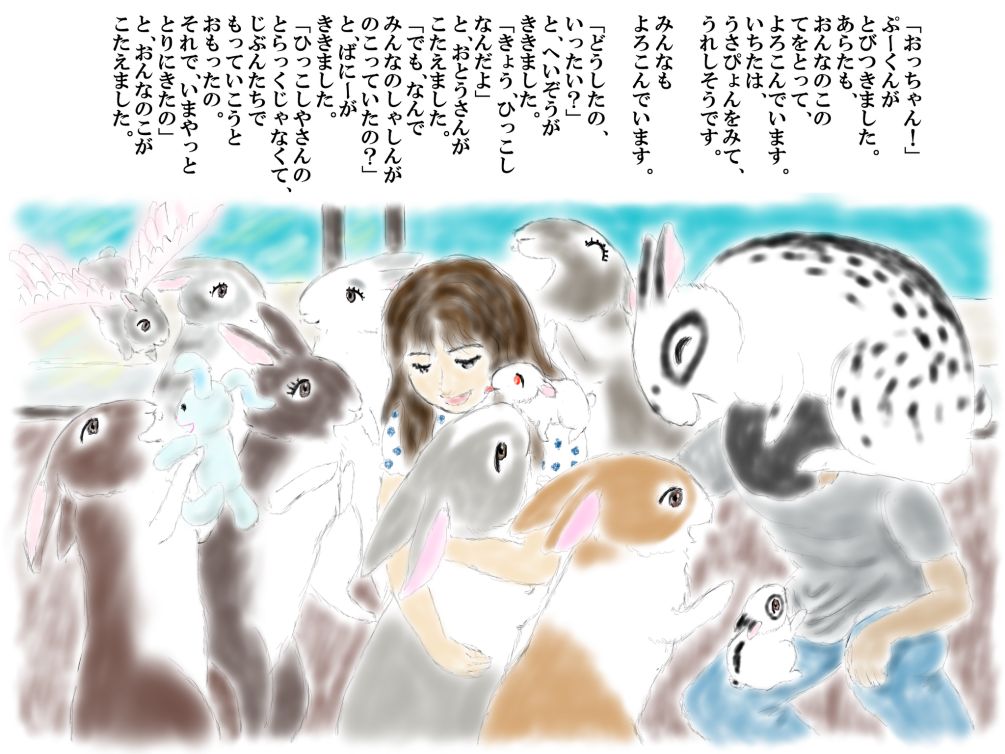 「おっちゃん！」
ぷーくんが
とびつきました。
あらたも、
おんなのこの
てをとって、
よろこんでいます。
いちたは、
うさぴょんをみて、
うれしそうです。
みんなも
よろこんでいます。
「どうしたの、
いったい？」
と、へいぞうが
ききました。
「きょう、ひっこし
なんだよ」
と、おとうさんが
こたえました。
「でも、なんで
みんなのしゃしんが
のこっていたの？」
と、ばにーが
ききました。
「ひっこしやさんの
とらっくじゃなくて、
じぶんたちで
もっていこうと
おもったの。
それで、いまやっと
とりにきたの」
と、おんなのこが
こたえました。